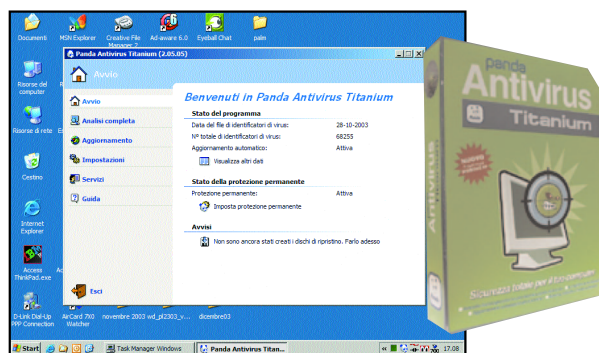 Documenti
MSN Explorer
Creative File Manager 2
Ad-aware 6.0
Eyeball Chat
palm
Panda Antivirus Titanium (2.05.05)
Avvio
Risorse del computer
Risorse di rete
Cestino
Internet Explorer
Access ThinkPad.exe
D-Link Dial-Up PPP Connection
AirCard 7X0 Watcher
novembre 2003
wd_pl2303_v...
dicembre03
Avvio
Analisi completa
Aggiornamento
Impostazioni
Servizi
Guida
Esci
Benvenuti in Panda Antivirus Titanium
Stato del programma
Data del file di identificatori di virus: 28-10-2003
Nº totale di identificatori di virus: 68255
Aggiornamento automatico: Attiva
Visualizza altri dati
Stato della protezione permanente
Protezione permanente: Attiva
Imposta protezione permanente
Avvisi
Non sono ancora stati creati i dischi di ripristino. Farlo adesso
Start
Task Manager Windows
Panda Antivirus Titan...
17.08
panda
Antivirus
Titanium
NUOVO
Antivirus Titanium